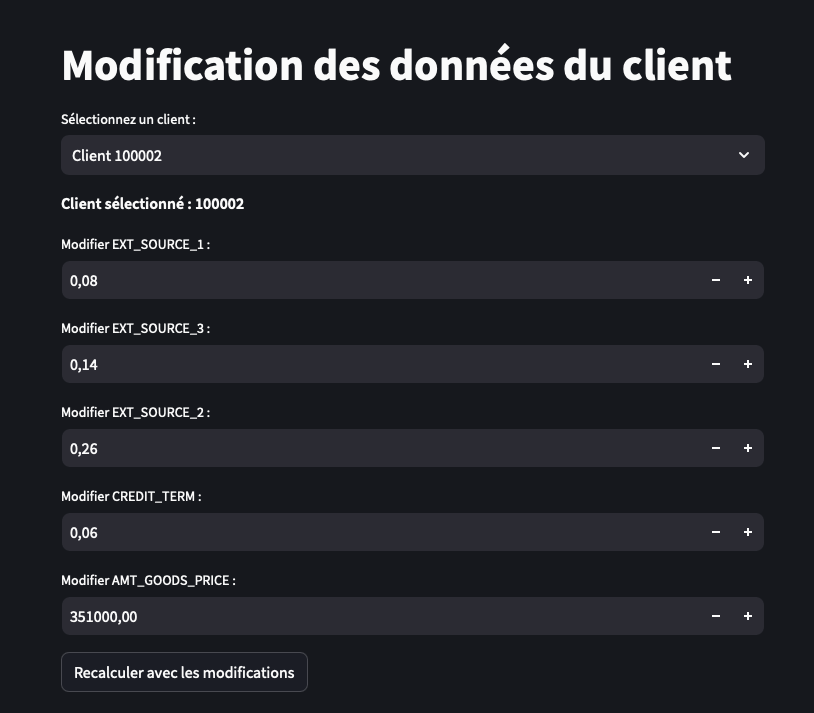 Modification des données du client
Sélectionnez un client :
Client 100002
Client sélectionné : 100002
Modifier EXT_SOURCE_1 :
0,08
Modifier EXT_SOURCE_3 :
0,14
Modifier EXT_SOURCE_2 :
0,26
Modifier CREDIT_TERM :
0,06
Modifier AMT_GOODS_PRICE :
351000,00
Recalculer avec les modifications